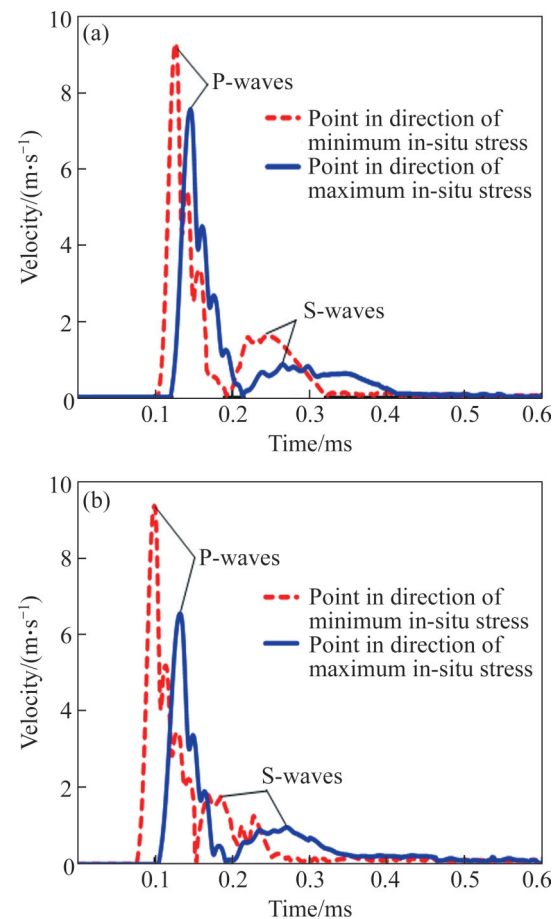 (a)
10
8
6
4
2
0
Velocity/(m·s⁻¹)
P-waves
Point in direction of
minimum in-situ stress
Point in direction of
maximum in-situ stress
S-waves
0.1 0.2 0.3 0.4 0.5 0.6
Time/ms
(b)
10
8
6
4
2
0
Velocity/(m·s⁻¹)
P-waves
Point in direction of
minimum in-situ stress
Point in direction of
maximum in-situ stress
S-waves
0.1 0.2 0.3 0.4 0.5 0.6
Time/ms